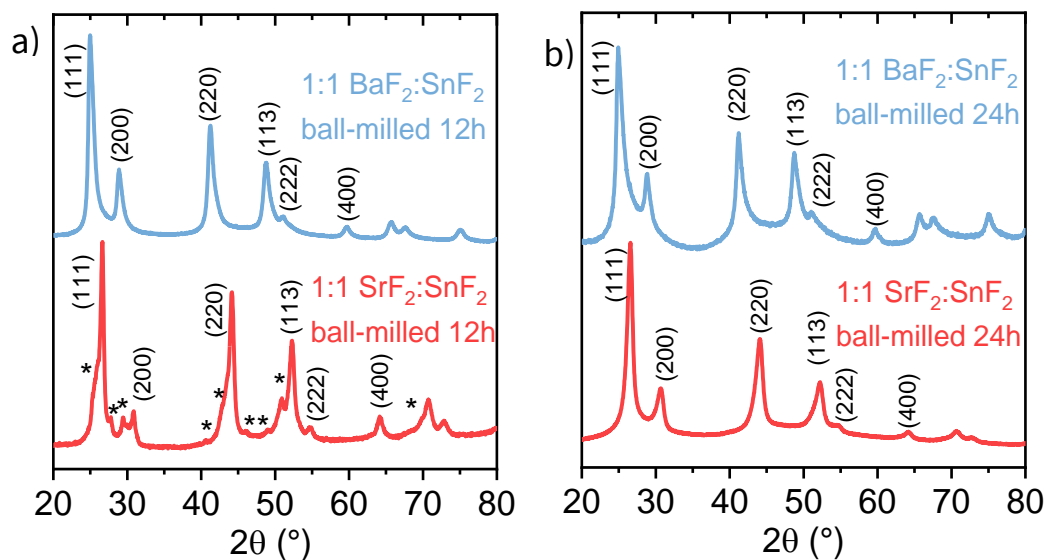 a)
(111)
(200)
(220)
(113)
(222)
(400)
1:1 BaF₂:SnF₂
ball-milled 12h
(111)
(200)
(220)
(113)
(222)
(400)
1:1 SrF₂:SnF₂
ball-milled 12h
*
*
*
*
*
*
*
*
*
20 30 40 50 60 70 80
2θ (°)
b)
(111)
(200)
(220)
(113)
(222)
(400)
1:1 BaF₂:SnF₂
ball-milled 24h
(111)
(200)
(220)
(113)
(222)
(400)
1:1 SrF₂:SnF₂
ball-milled 24h
20 30 40 50 60 70 80
2θ (°)